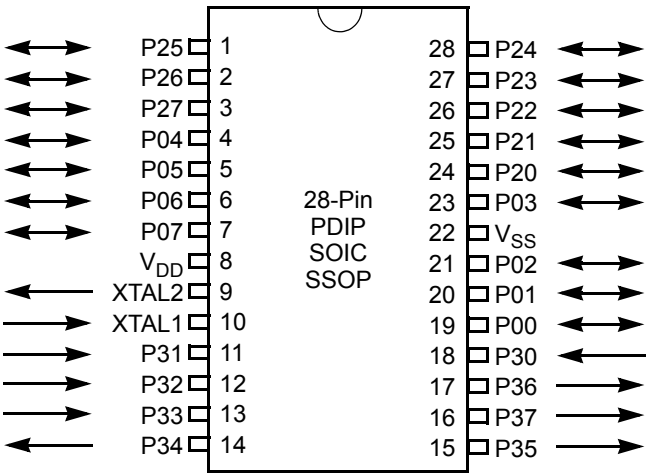 P25 1 28 P24
P26 2 27 P23
P27 3 26 P22
P04 4 25 P21
P05 5 24 P20
P06 6 28-Pin 23 P03
P07 7 PDIP 22 VSS
VDD 8 SOIC 21 P02
XTAL2 9 SSOP 20 P01
XTAL1 10 19 P00
P31 11 18 P30
P32 12 17 P36
P33 13 16 P37
P34 14 15 P35